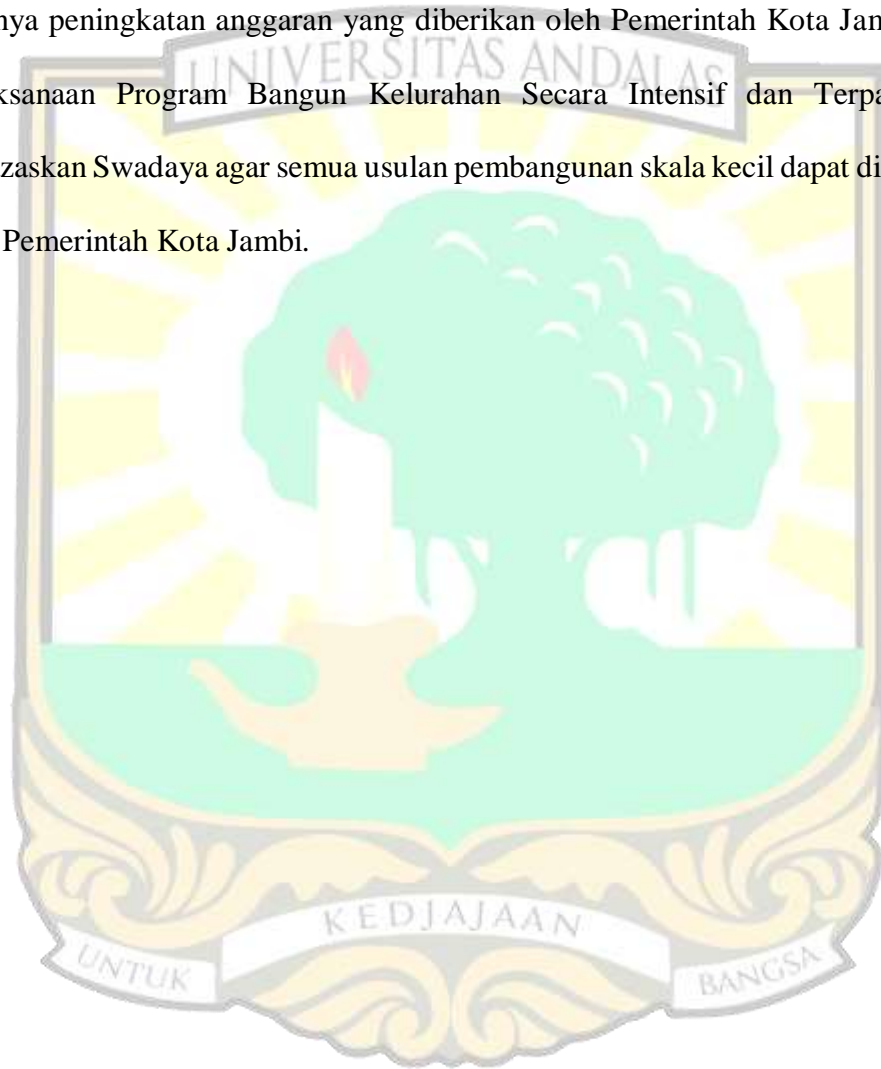 nya peningkatan anggaran yang diberikan oleh Pemerintah Kota Jam
UNIVERSITAS ANDALAS
ksanaan Program Bangun Kelurahan Secara Intensif dan Terpa
zaskan Swadaya agar semua usulan pembangunan skala kecil dapat di
Pemerintah Kota Jambi.
UNTUK KEDJAJAAN BANGSA